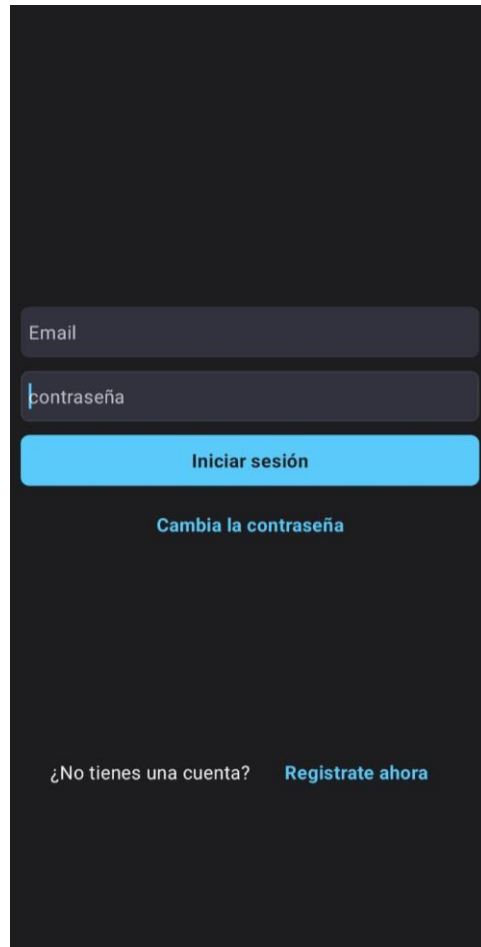 Email
contraseña
Iniciar sesión
Cambia la contraseña
¿No tienes una cuenta? Registrate ahora